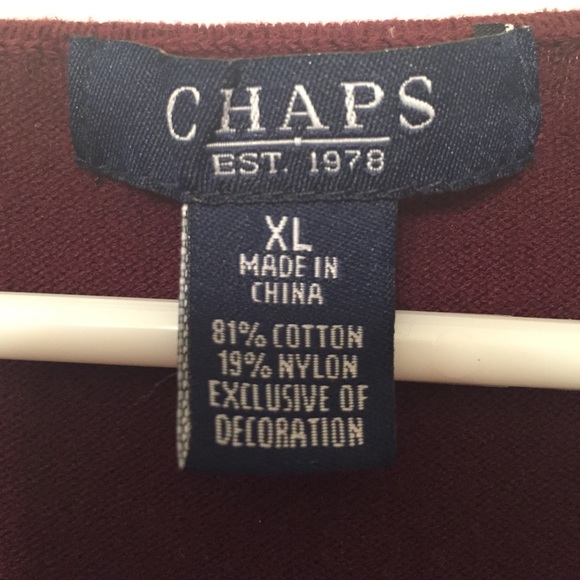 CHAPS
EST. 1978
XL
MADE IN
CHINA
81% COTTON
19% NYLON
EXCLUSIVE OF
DECORATION